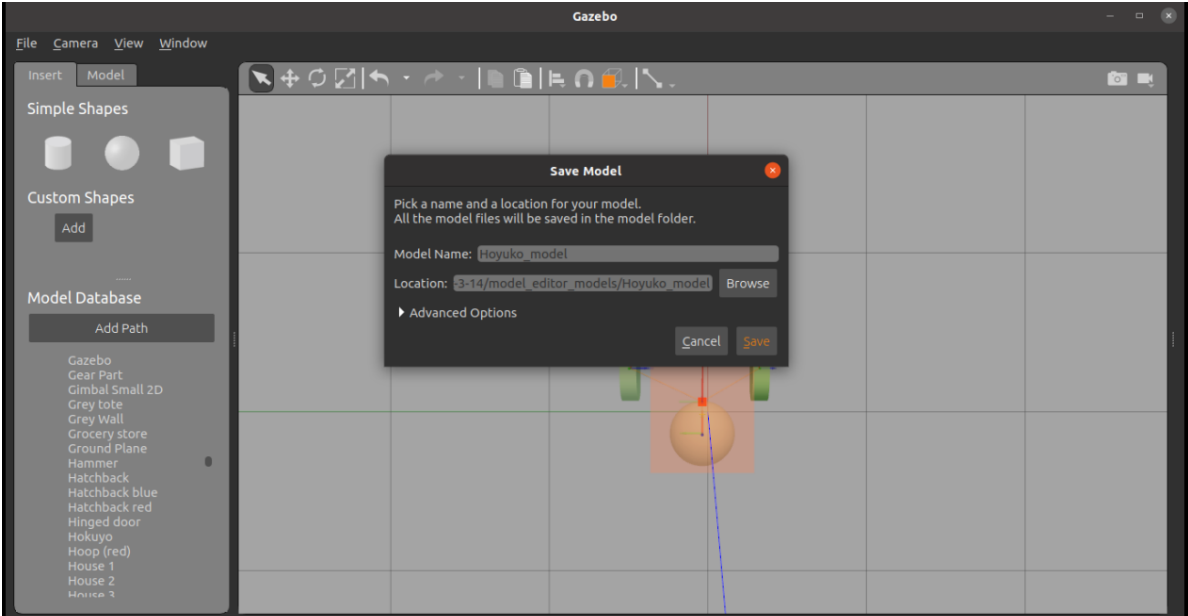 Gazebo
File Camera View Window
Insert Model
Simple Shapes
Custom Shapes
Add
Model Database
Add Path
Gazebo
Gear Part
Gimbal Small 2D
Grey tote
Grey Wall
Grocery store
Ground Plane
Hammer
Hatchback
Hatchback blue
Hatchback red
Hinged door
Hokuyo
Hoop (red)
House 1
House 2
House 3
Save Model
Pick a name and a location for your model.
All the model files will be saved in the model folder.
Model Name: Hoyuko_model
Location: -3-14/model_editor_models/Hoyuko_model Browse
Advanced Options
Cancel Save